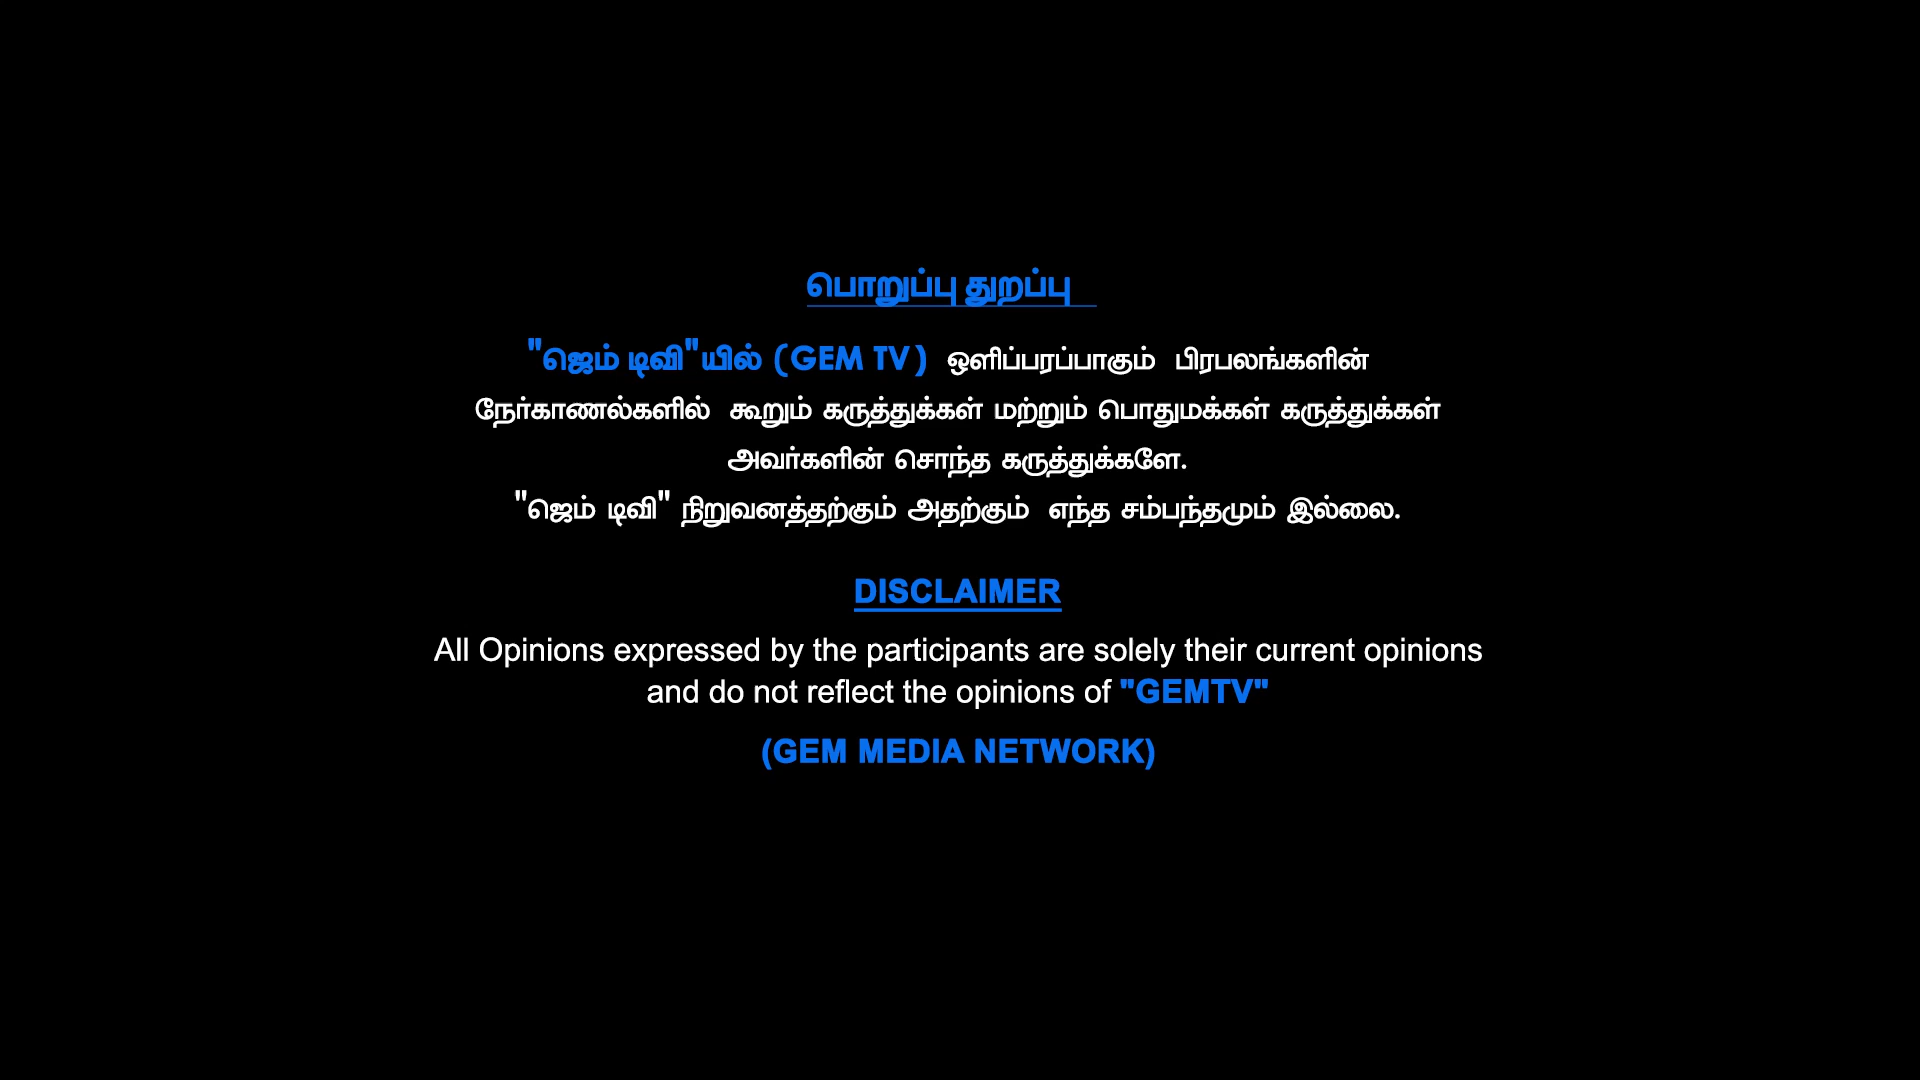 பொறுப்பு துறப்பு
"ஜெம் டிவி"யில் (GEM TV) ஒளிப்பரப்பாகும் பிரபலங்களின்
நேர்காணல்களில் கூறும் கருத்துக்கள் மற்றும் பொதுமக்கள் கருத்துக்கள்
அவர்களின் சொந்த கருத்துக்களே.
"ஜெம் டிவி" நிறுவனத்தற்கும் அதற்கும் எந்த சம்பந்தமும் இல்லை.
DISCLAIMER
All Opinions expressed by the participants are solely their current opinions
and do not reflect the opinions of "GEMTV"
(GEM MEDIA NETWORK)